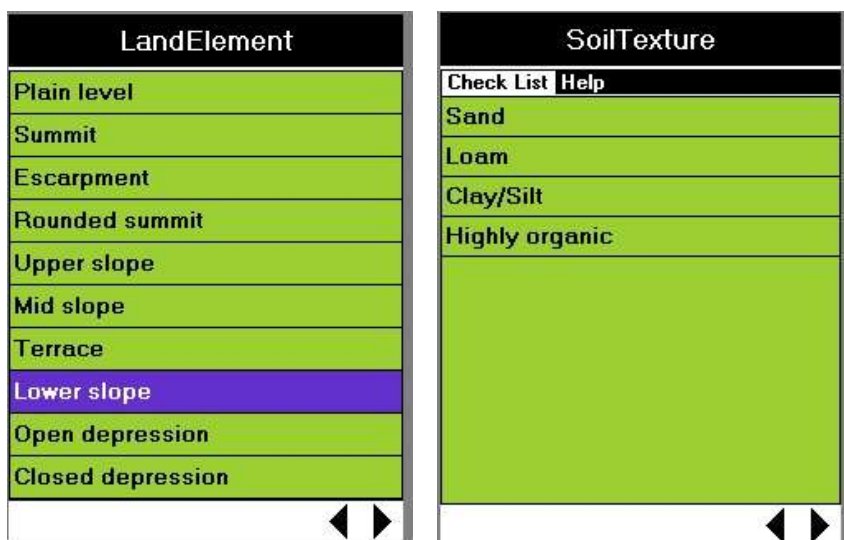 LandElement
Plain level
Summit
Escarpment
Rounded summit
Upper slope
Mid slope
Terrace
Lower slope
Open depression
Closed depression
SoilTexture
Check List Help
Sand
Loam
Clay/Silt
Highly organic